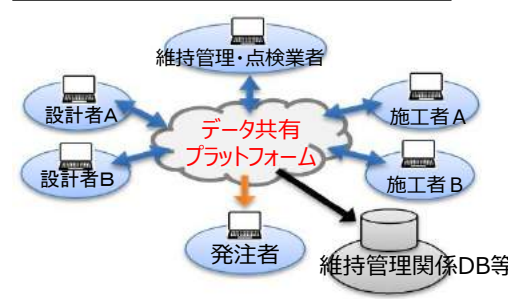 維持管理・点検業者
設計者A
施工者A
データ共有
プラットフォーム
設計者B
施工者B
発注者
維持管理関係DB等